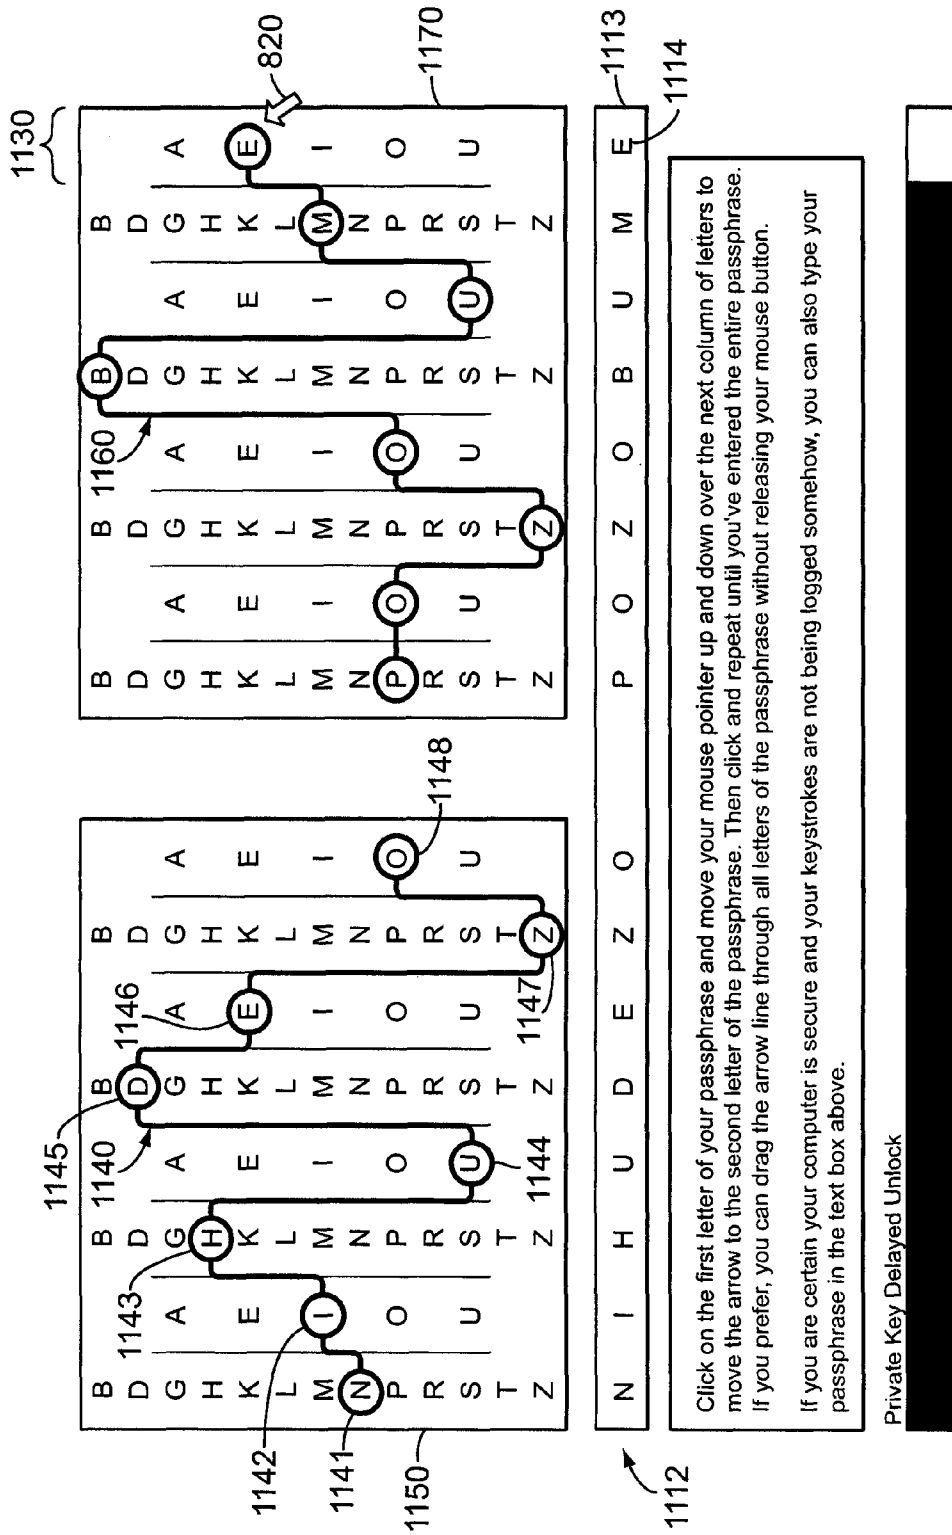 1130
820
1170
1113
1114
1160
1148
1145
1140
1146
1147
1144
1143
1142
1141
1150
1112
B B B B B B B B
D D D D D D D D
G A G A G A G A G A G A G A G A
H H H H H H H H
K E K E K E K E K E K E K E K E
L L L L L L L L
M I M I M I M I M I M I M I M I
N N N N N N N N
P O P O P O P O P O P O P O P O
R R R R R R R R
S U S U S U S U S U S U S U S U
T T T T T T T T
Z Z Z Z Z Z Z Z
N I H U D E Z O P O Z O B U M E
Click on the first letter of your passphrase and move your mouse pointer up and down over the next column of letters to
move the arrow to the second letter of the passphrase. Then click and repeat until you've entered the entire passphrase.
If you prefer, you can drag the arrow line through all letters of the passphrase without releasing your mouse button.
If you are certain your computer is secure and your keystrokes are not being logged somehow, you can also type your
passphrase in the text box above.
Private Key Delayed Unlock